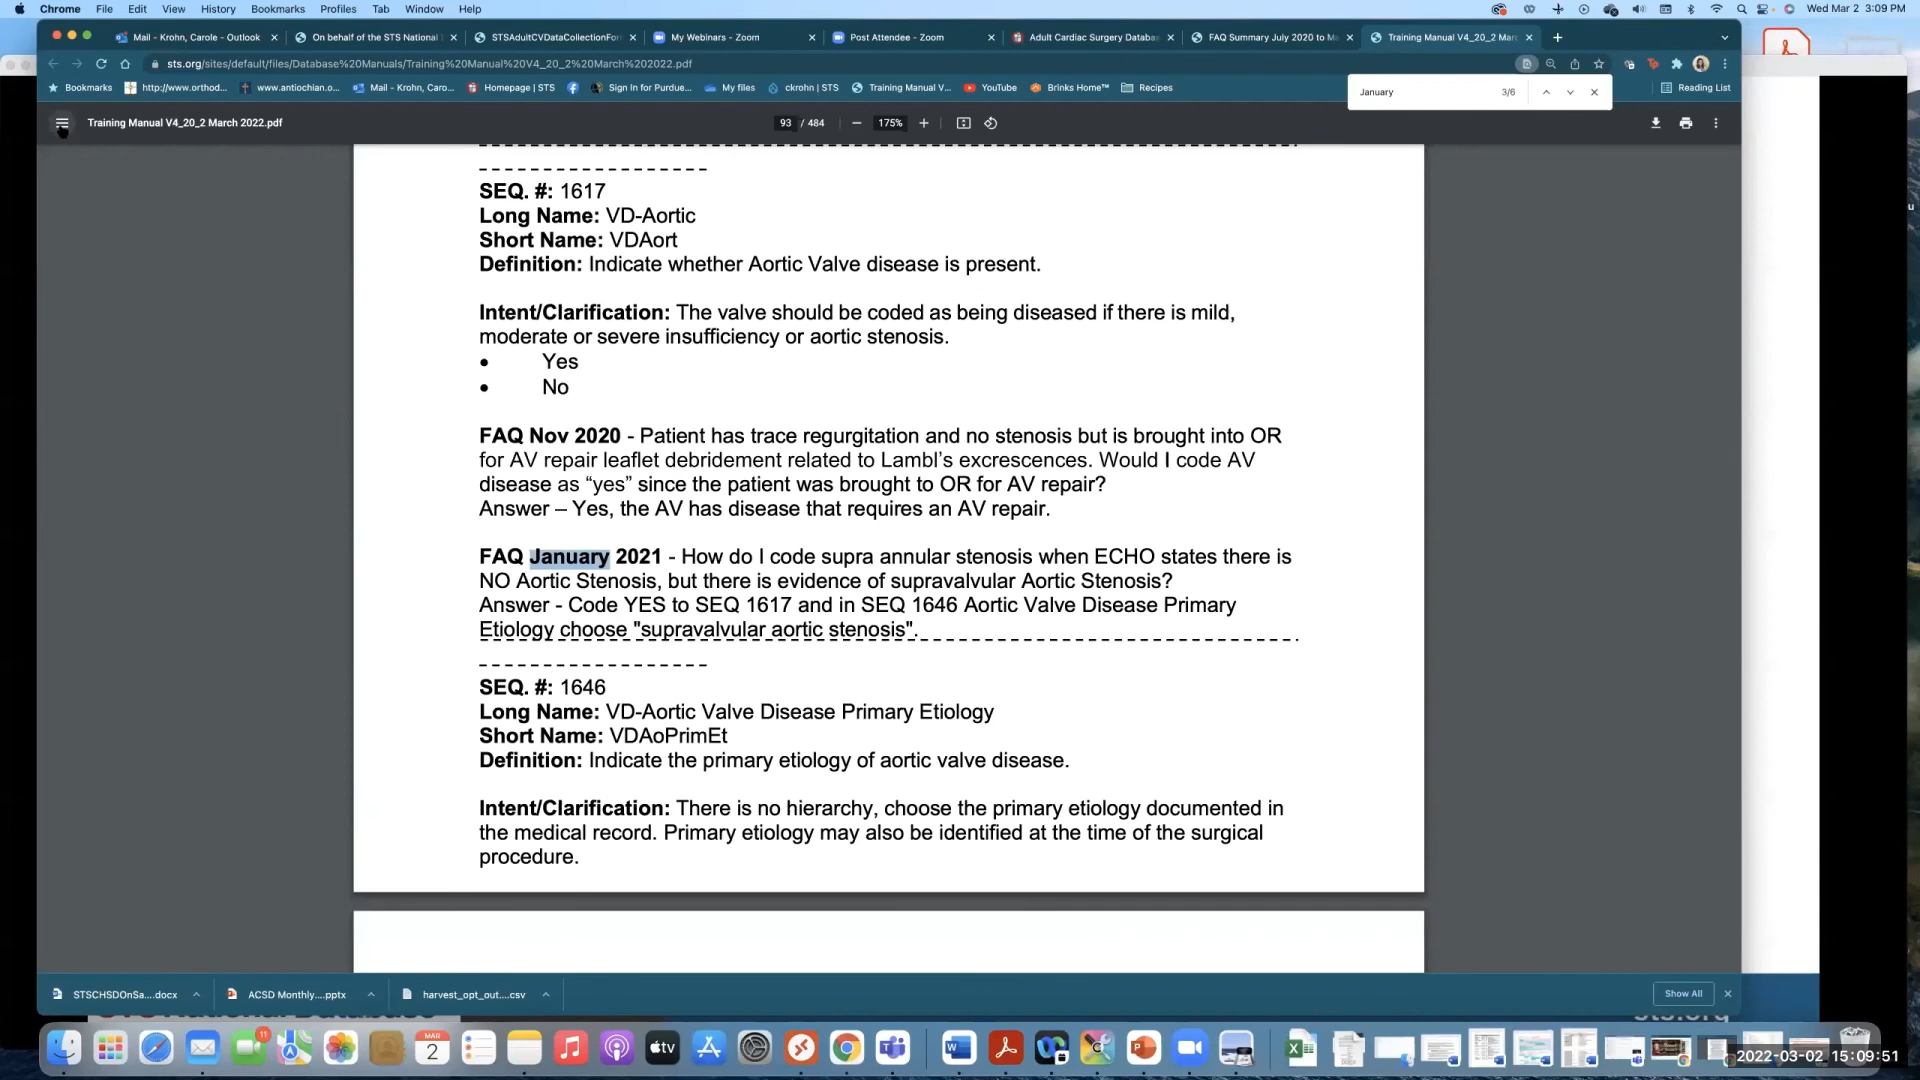 Chrome File Edit View History Bookmarks Profiles Tab Window Help
Wed Mar 2 3:09 PM
Mail - Krohn, Carole - Outlook
On behalf of the STS National
STSAdultCVDataCollectionFor
My Webinars - Zoom
Post Attendee - Zoom
Adult Cardiac Surgery Databa
FAQ Summary July 2020 to Ma
Training Manual V4_20_2 Marc
sts.org/sites/default/files/Database%20Manuals/Training%20Manual%20V4_20_2%20March%202022.pdf
Bookmarks
http://www.orthod...
www.antiochian.o...
Mail - Krohn, Caro...
Homepage | STS
Sign In for Purdue...
My files
ckrohn | STS
Training Manual V...
YouTube
Brinks Home™
Recipes
Reading List
January 3/6
Training Manual V4_20_2 March 2022.pdf
93 / 484
175%
SEQ. #: 1617
Long Name: VD-Aortic
Short Name: VDAort
Definition: Indicate whether Aortic Valve disease is present.
Intent/Clarification: The valve should be coded as being diseased if there is mild,
moderate or severe insufficiency or aortic stenosis.
• Yes
• No
FAQ Nov 2020 - Patient has trace regurgitation and no stenosis but is brought into OR
for AV repair leaflet debridement related to Lambl’s excrescences. Would I code AV
disease as “yes” since the patient was brought to OR for AV repair?
Answer – Yes, the AV has disease that requires an AV repair.
FAQ January 2021 - How do I code supra annular stenosis when ECHO states there is
NO Aortic Stenosis, but there is evidence of supravalvular Aortic Stenosis?
Answer - Code YES to SEQ 1617 and in SEQ 1646 Aortic Valve Disease Primary
Etiology choose "supravalvular aortic stenosis".
SEQ. #: 1646
Long Name: VD-Aortic Valve Disease Primary Etiology
Short Name: VDAoPrimEt
Definition: Indicate the primary etiology of aortic valve disease.
Intent/Clarification: There is no hierarchy, choose the primary etiology documented in
the medical record. Primary etiology may also be identified at the time of the surgical
procedure.
STSCHSDOnSa....docx
ACSD Monthly....pptx
harvest_opt_out....csv
Show All
sts.org
11
MAR
2
tv
2022-03-02 15:09:51